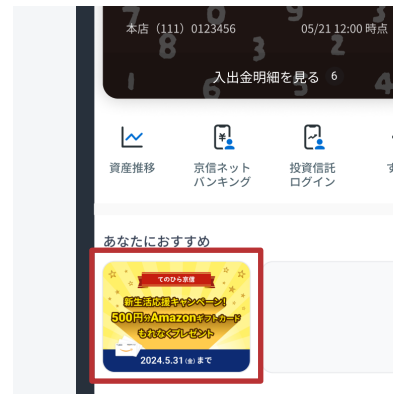 本店（111）0123456
05/21 12:00 時点
入出金明細を見る 6
資産推移
京信ネット
バンキング
投資信託
ログイン
あなたにおすすめ
てのひら京信
新生活応援キャンペーン!
500円分Amazonギフトカード
もれなくプレゼント
2024.5.31(金)まで